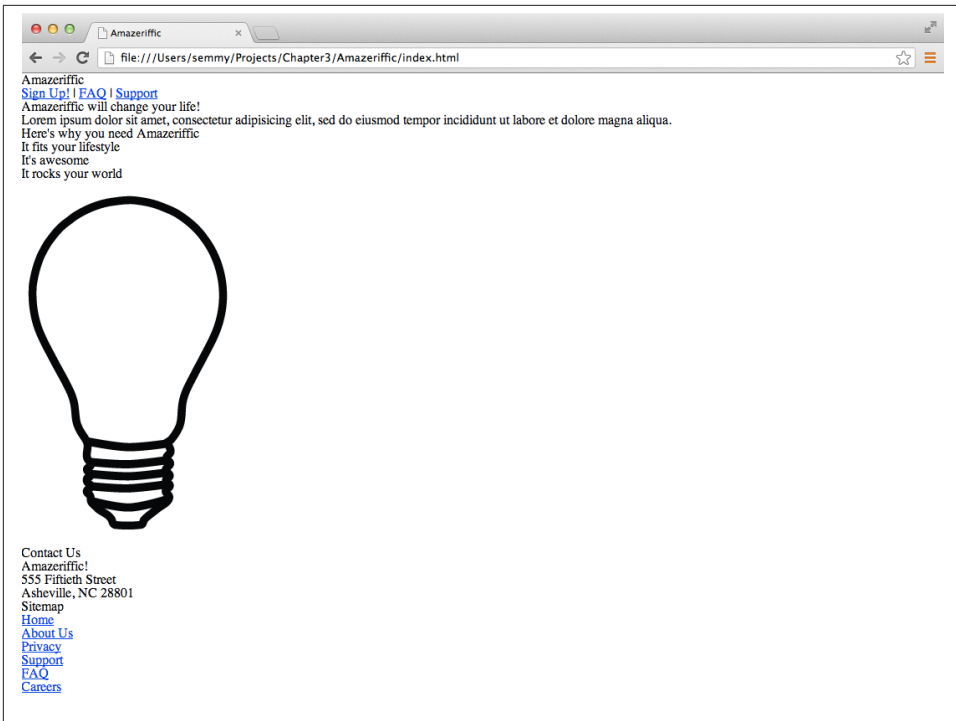 Amazeriffic
file:///Users/semmy/Projects/Chapter3/Amazeriffic/index.html
Amazeriffic
Sign Up! | FAQ | Support
Amazeriffic will change your life!
Lorem ipsum dolor sit amet, consectetur adipisicing elit, sed do eiusmod tempor incididunt ut labore et dolore magna aliqua.
Here's why you need Amazeriffic
It fits your lifestyle
It's awesome
It rocks your world
Contact Us
Amazeriffic!
555 Fiftieth Street
Asheville, NC 28801
Sitemap
Home
About Us
Privacy
Support
FAQ
Careers